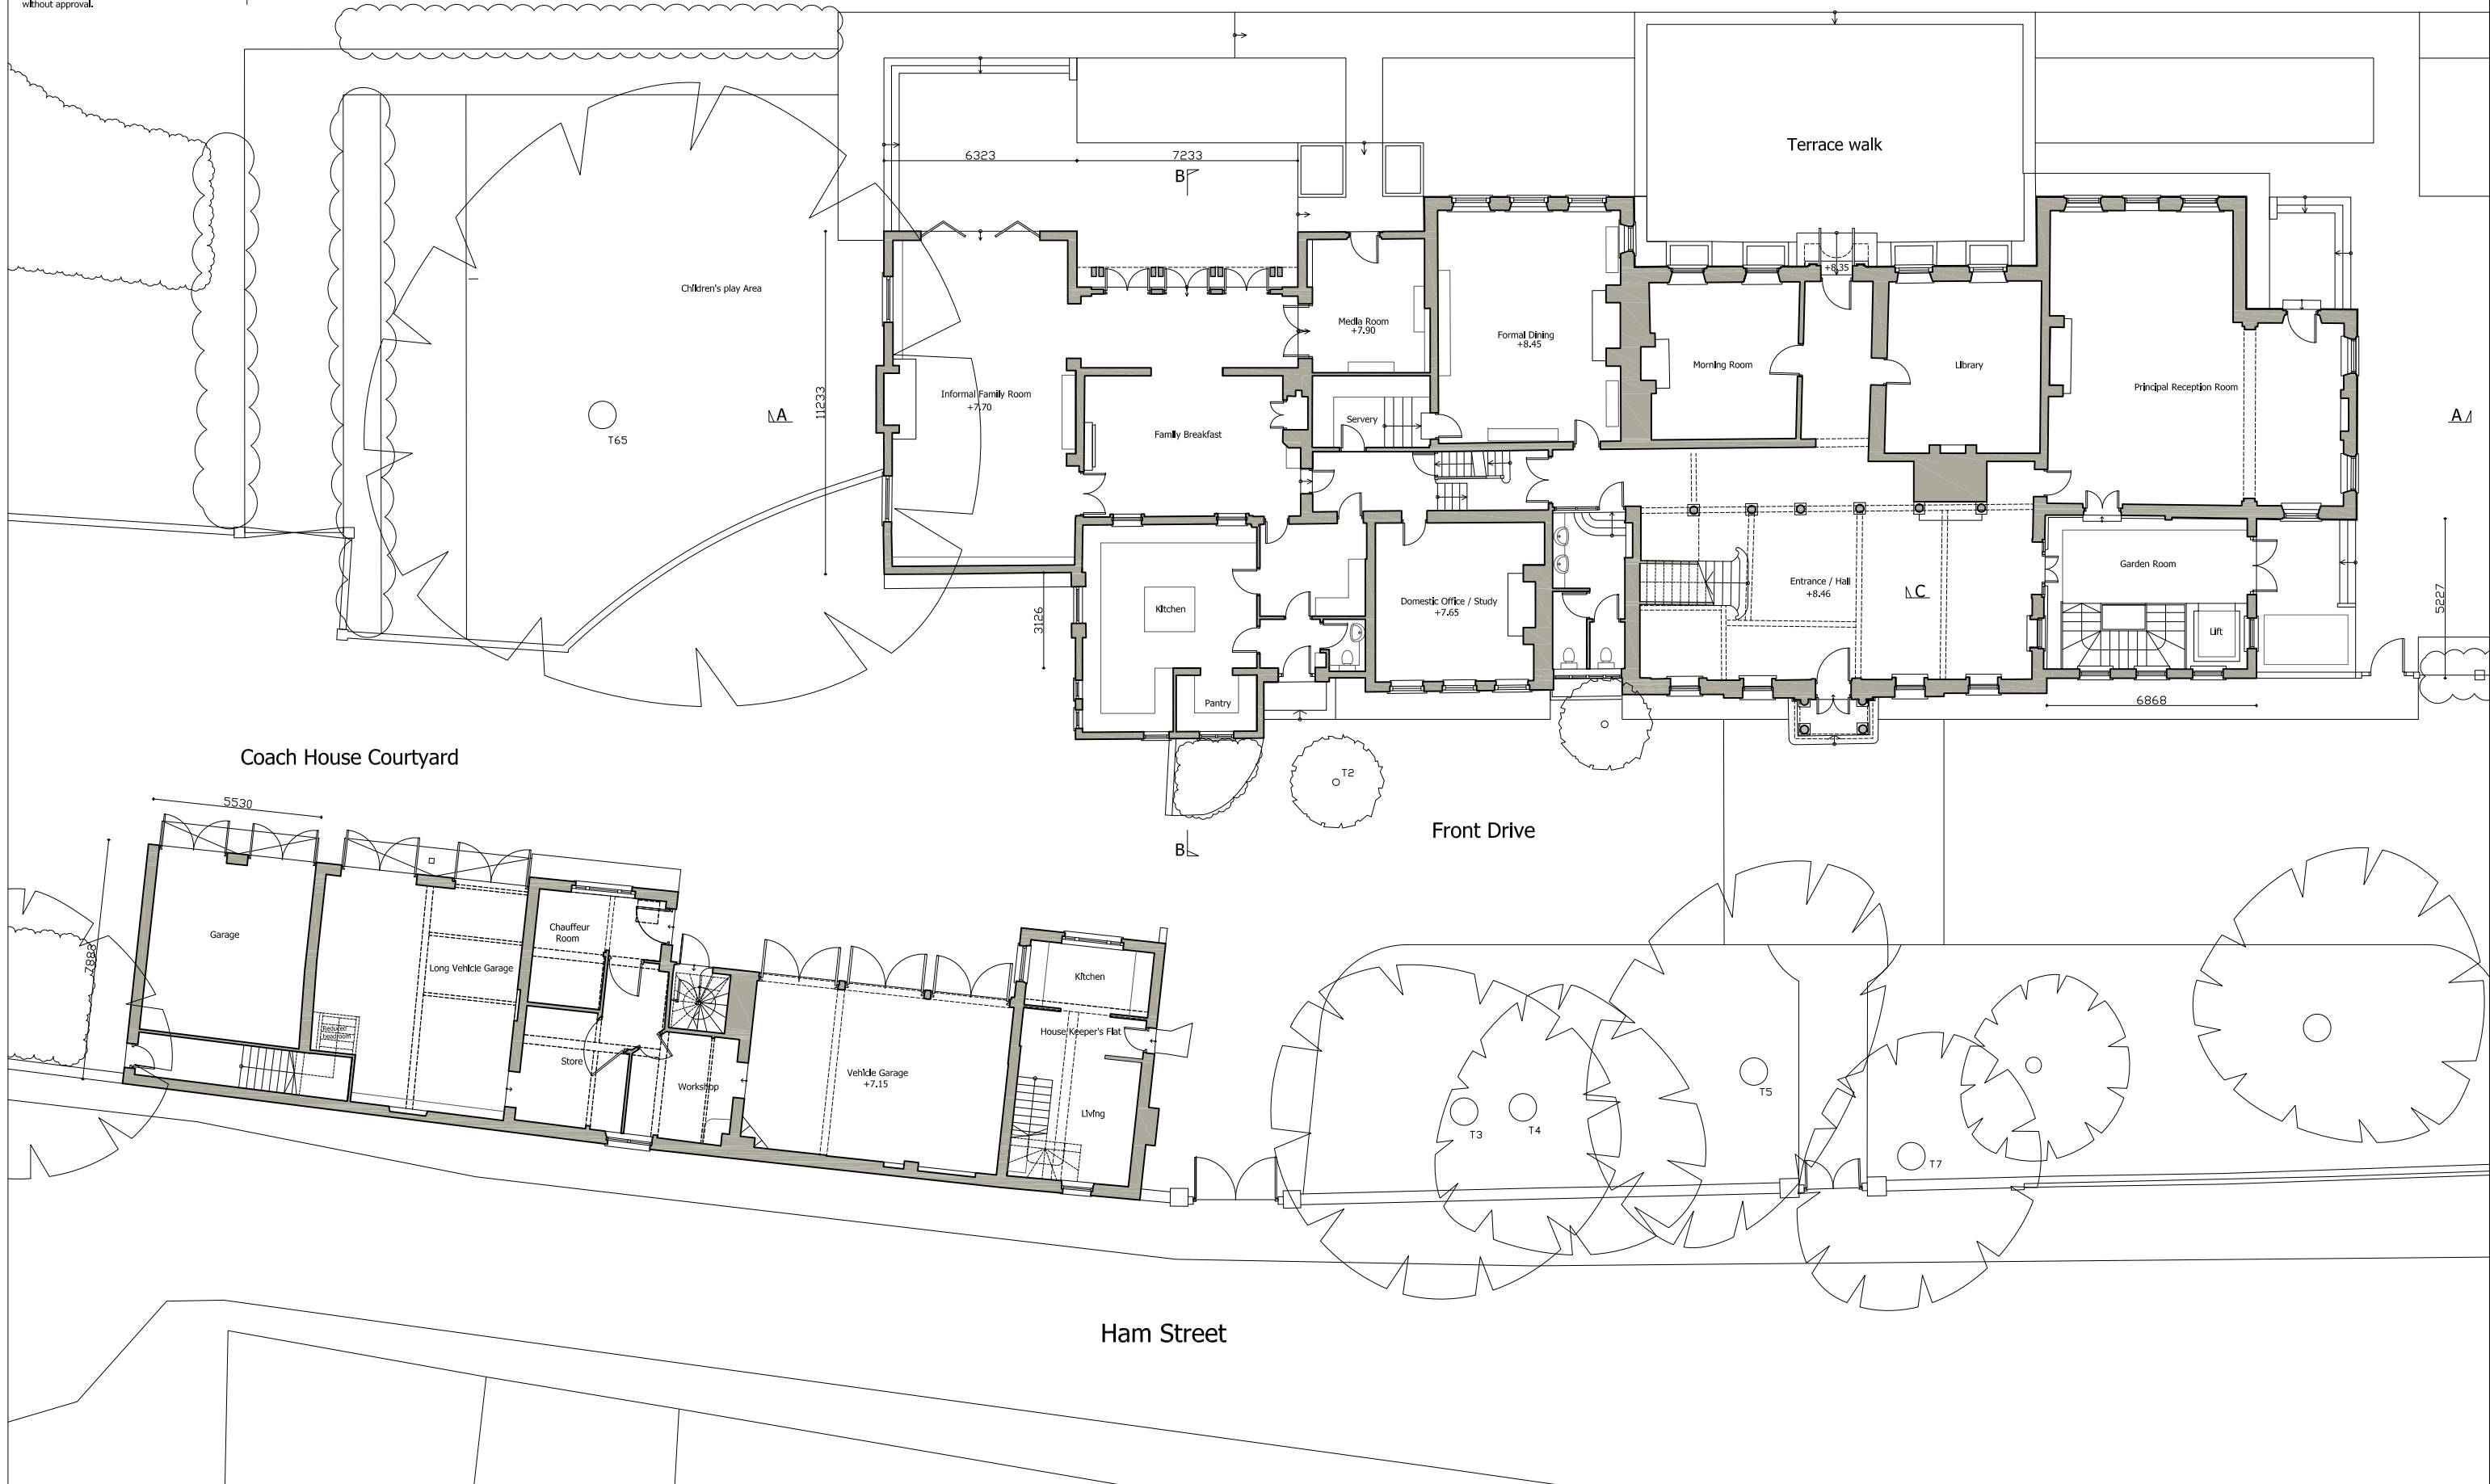 without approval.
Terrace walk
6323
7233
B
+8.35
Children's play Area
Media Room
+7.90
Formal Dining
+8.45
Morning Room
Library
Principal Reception Room
Informal Family Room
+7.70
11233
A
A
T65
Servery
Family Breakfast
Garden Room
Entrance / Hall
+8.46
C
Domestic Office / Study
+7.65
Kitchen
3126
5227
Lift
Pantry
6868
Coach House Courtyard
T2
5530
Front Drive
B
Garage
7883
Chauffeur
Room
Long Vehicle Garage
Kitchen
House Keeper's Flat
Reduced
headroom
Store
Workshop
Vehicle Garage
+7.15
Living
T5
T3
T4
T7
Ham Street